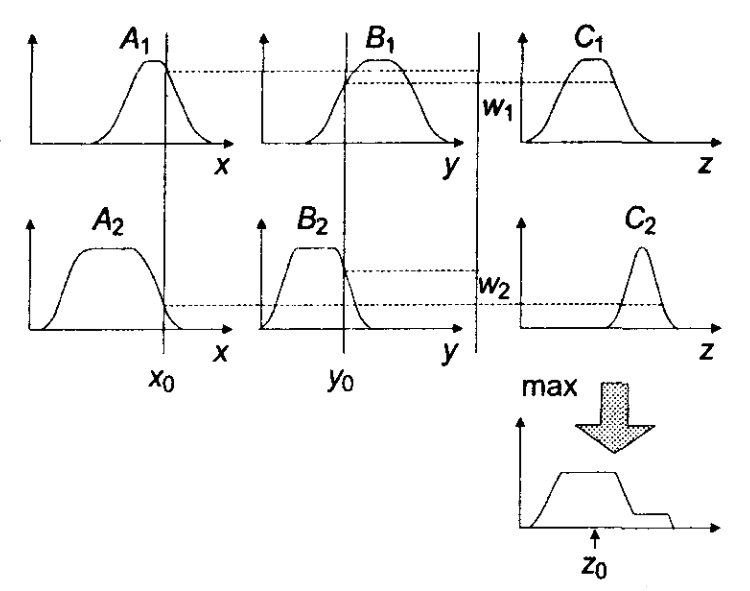 A₁ B₁ C₁
w₁
x y z
A₂ B₂ C₂
w₂
x y z
x₀ y₀
max
z₀